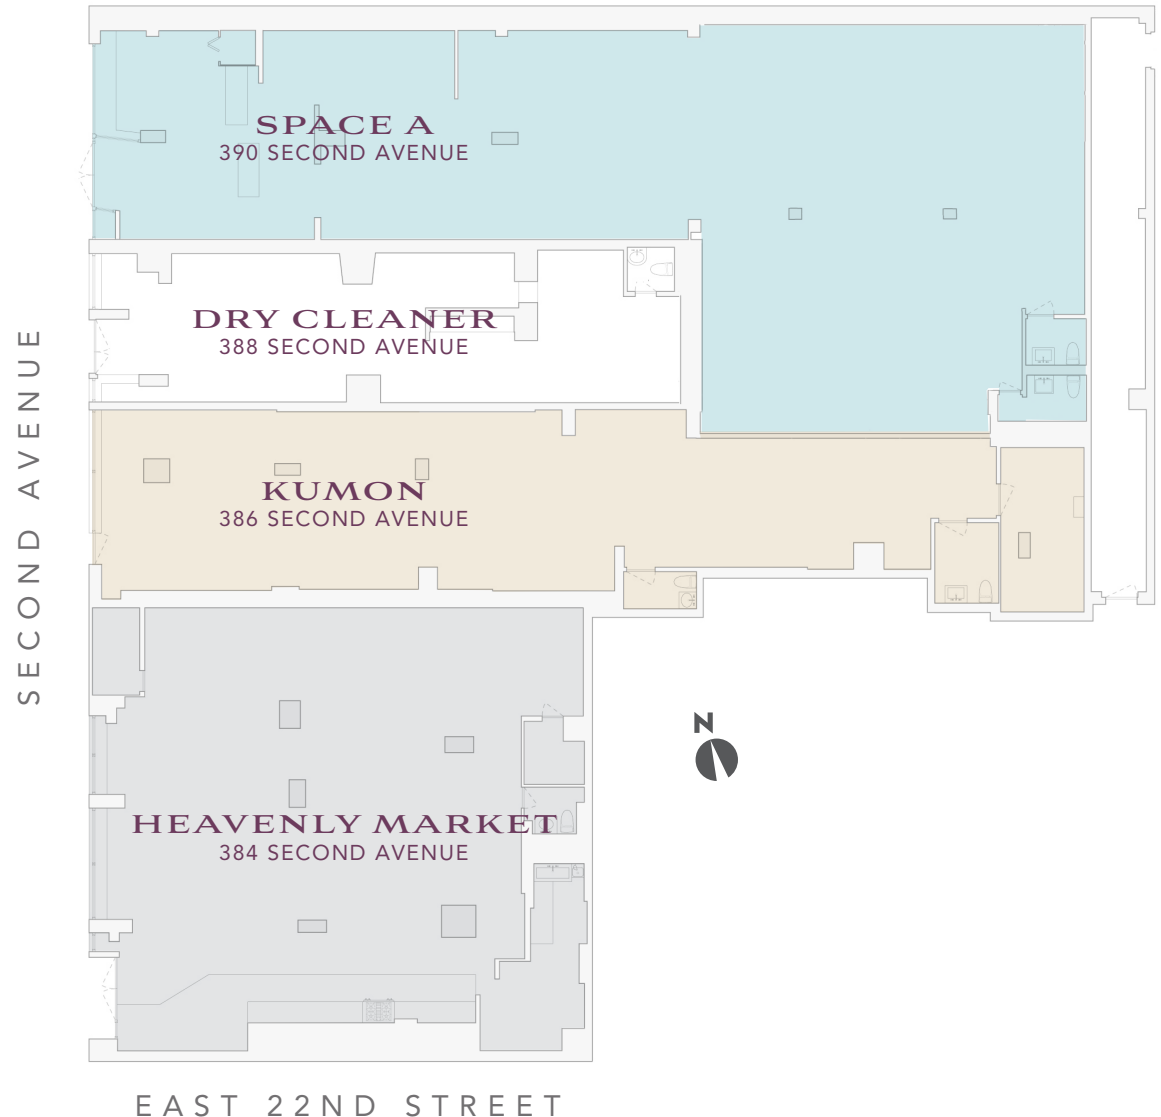 SPACE A
390 SECOND AVENUE
DRY CLEANER
388 SECOND AVENUE
SECOND AVENUE
KUMON
386 SECOND AVENUE
N
HEAVENLY MARKET
384 SECOND AVENUE
EAST 22ND STREET